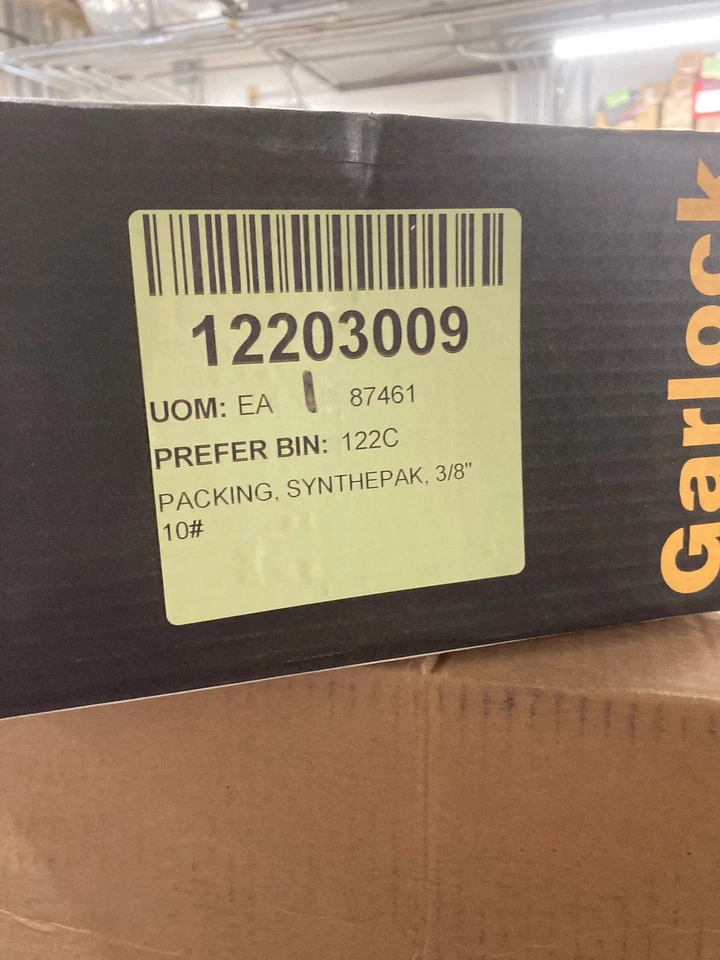 12203009
UOM: EA 87461
PREFER BIN: 122C
PACKING, SYNTHEPAK, 3/8"
10#
Garlock